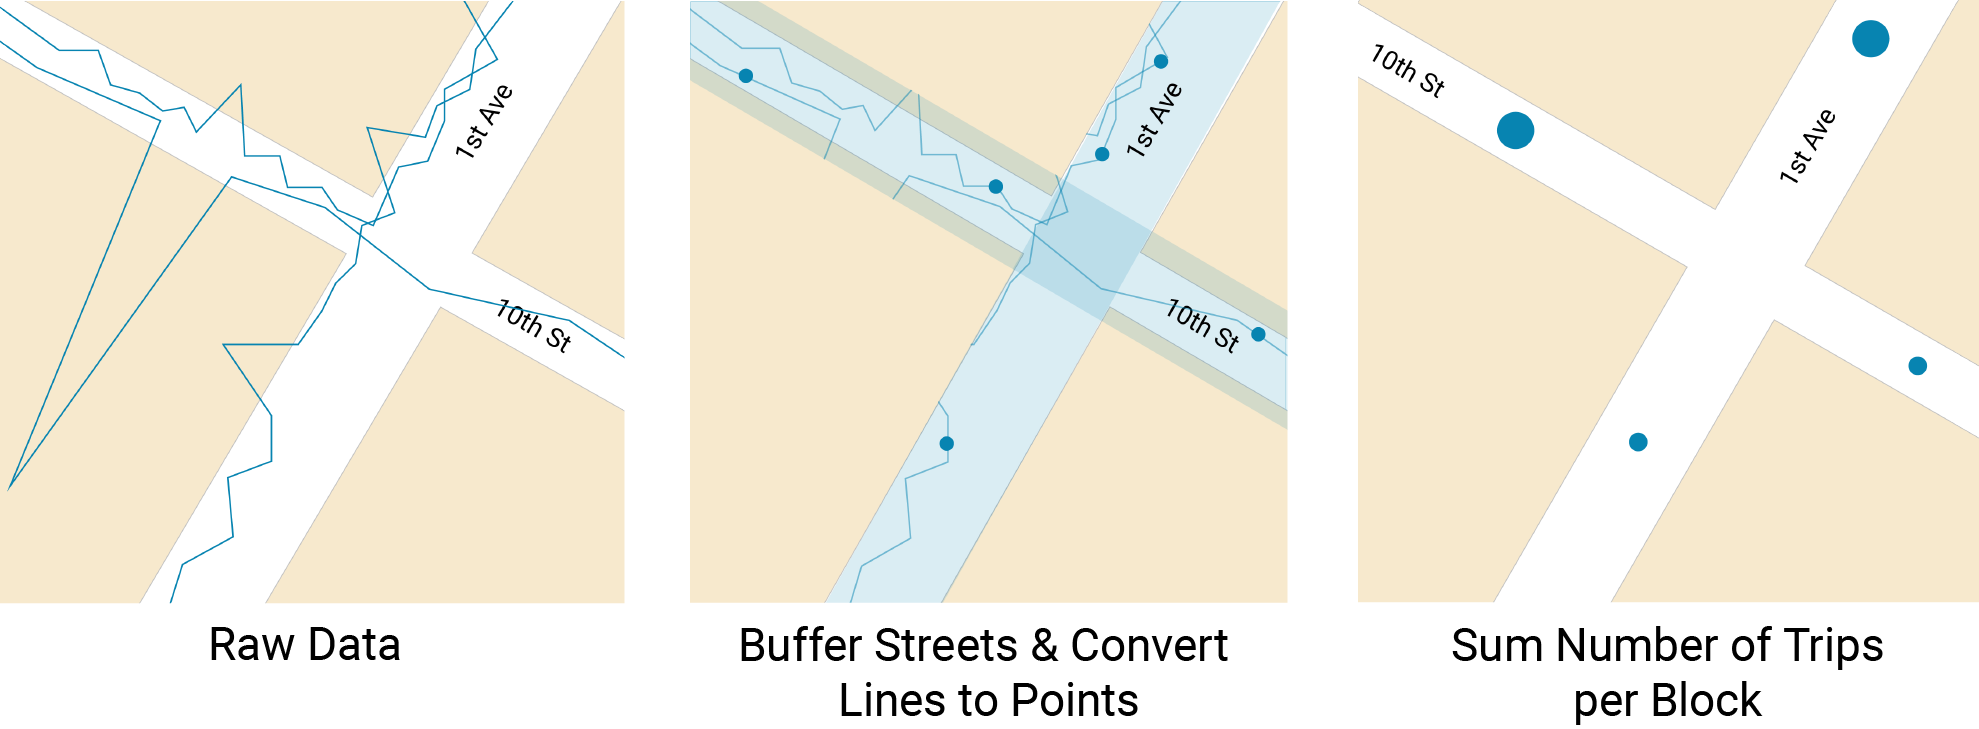 1st Ave
10th St
Raw Data
1st Ave
10th St
Buffer Streets & Convert
Lines to Points
10th St
1st Ave
Sum Number of Trips
per Block